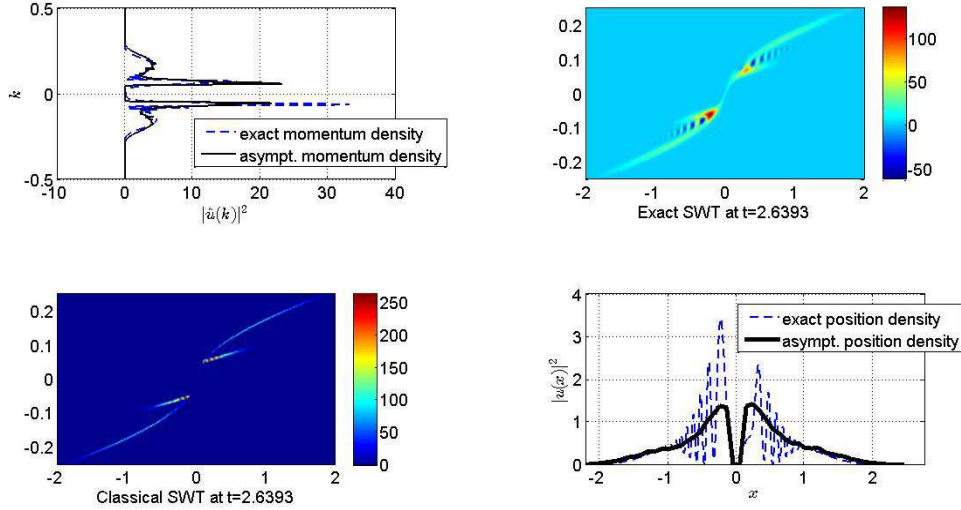 0.5
0
-0.5
k
-10 0 10 20 30 40
|û(k)|²
exact momentum density
asympt. momentum density
0.2
0.1
0
-0.1
-0.2
-2 -1 0 1 2
Exact SWT at t=2.6393
100
50
0
-50
0.2
0.1
0
-0.1
-0.2
-2 -1 0 1 2
Classical SWT at t=2.6393
250
200
150
100
50
0
4
3
2
1
0
|u(x)|²
-2 -1 0 1 2
x
exact position density
asympt. position density